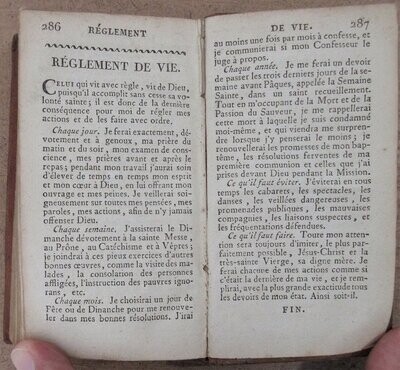 286 RÉGLEMENT
RÉGLEMENT DE VIE.
CELUI qui vit avec règle, vit de Dieu,
puisqu'il accomplit sans cesse sa vo-
lonté sainte ; il est donc de la dernière
conséquence pour moi de régler mes
actions et de les faire avec ordre.
Chaque jour. Je ferai exactement, dé-
votement et à genoux, ma prière du
matin et du soir, mon examen de cons-
cience, mes prières avant et après le
repas ; pendant mon travail j'aurai soin
d'élever de temps en temps mon esprit
et mon cœur à Dieu, en lui offrant mon
ouvrage et mes peines. Je veillerai soi-
gneusement sur toutes mes pensées, mes
paroles, mes actions, afin de n'y jamais
offenser Dieu.
Chaque semaine. J'assisterai le Di-
manche dévotement à la sainte Messe,
au Prône, au Catéchisme et à Vêpres ;
je joindrai à ces pieux exercices d'autres
bonnes œuvres, comme la visite des ma-
lades, la consolation des personnes
affligées, l'instruction des pauvres ignorans,
rans, etc.
Chaque mois. Je choisirai un jour de
Fête ou de Dimanche pour me renouve-
ler dans mes bonnes résolutions. J'irai
DE VIE. 287
au moins une fois par mois à confesse, et
je communierai si mon Confesseur le
juge à propos.
Chaque année. Je me ferai un devoir
de passer les trois derniers jours de la se-
maine avant Pâques, appelée la Semaine
Sainte, dans un saint recueillement.
Tout en m'occupant de la Mort et de la
Passion du Sauveur, je me rappellerai
cette mort à laquelle je suis condamné
moi-même, et qui viendra me surpren-
dre lorsque j'y penserai le moins ; je
renouvellerai les promesses de mon bap-
tême, les résolutions ferventes de ma
première communion et celles que j'ai
prises devant Dieu pendant la Mission.
Ce qu'il faut éviter. J'éviterai en tous
temps les cabarets, les spectacles, les
danses, les veillées dangereuses, les
promenades publiques, les mauvaises
compagnies, les liaisons suspectes, et
les fréquentations défendues.
Ce qu'il faut faire. Toute mon atten-
tion sera toujours d'imiter, le plus par-
faitement possible, Jésus-Christ et la
très-sainte Vierge, sa digne mère. Je
ferai chacune de mes actions comme si
c'était la dernière de ma vie, et je rem-
plirai, avec la plus grande exactitude tous
les devoirs de mon état. Ainsi soit-il.
FIN.